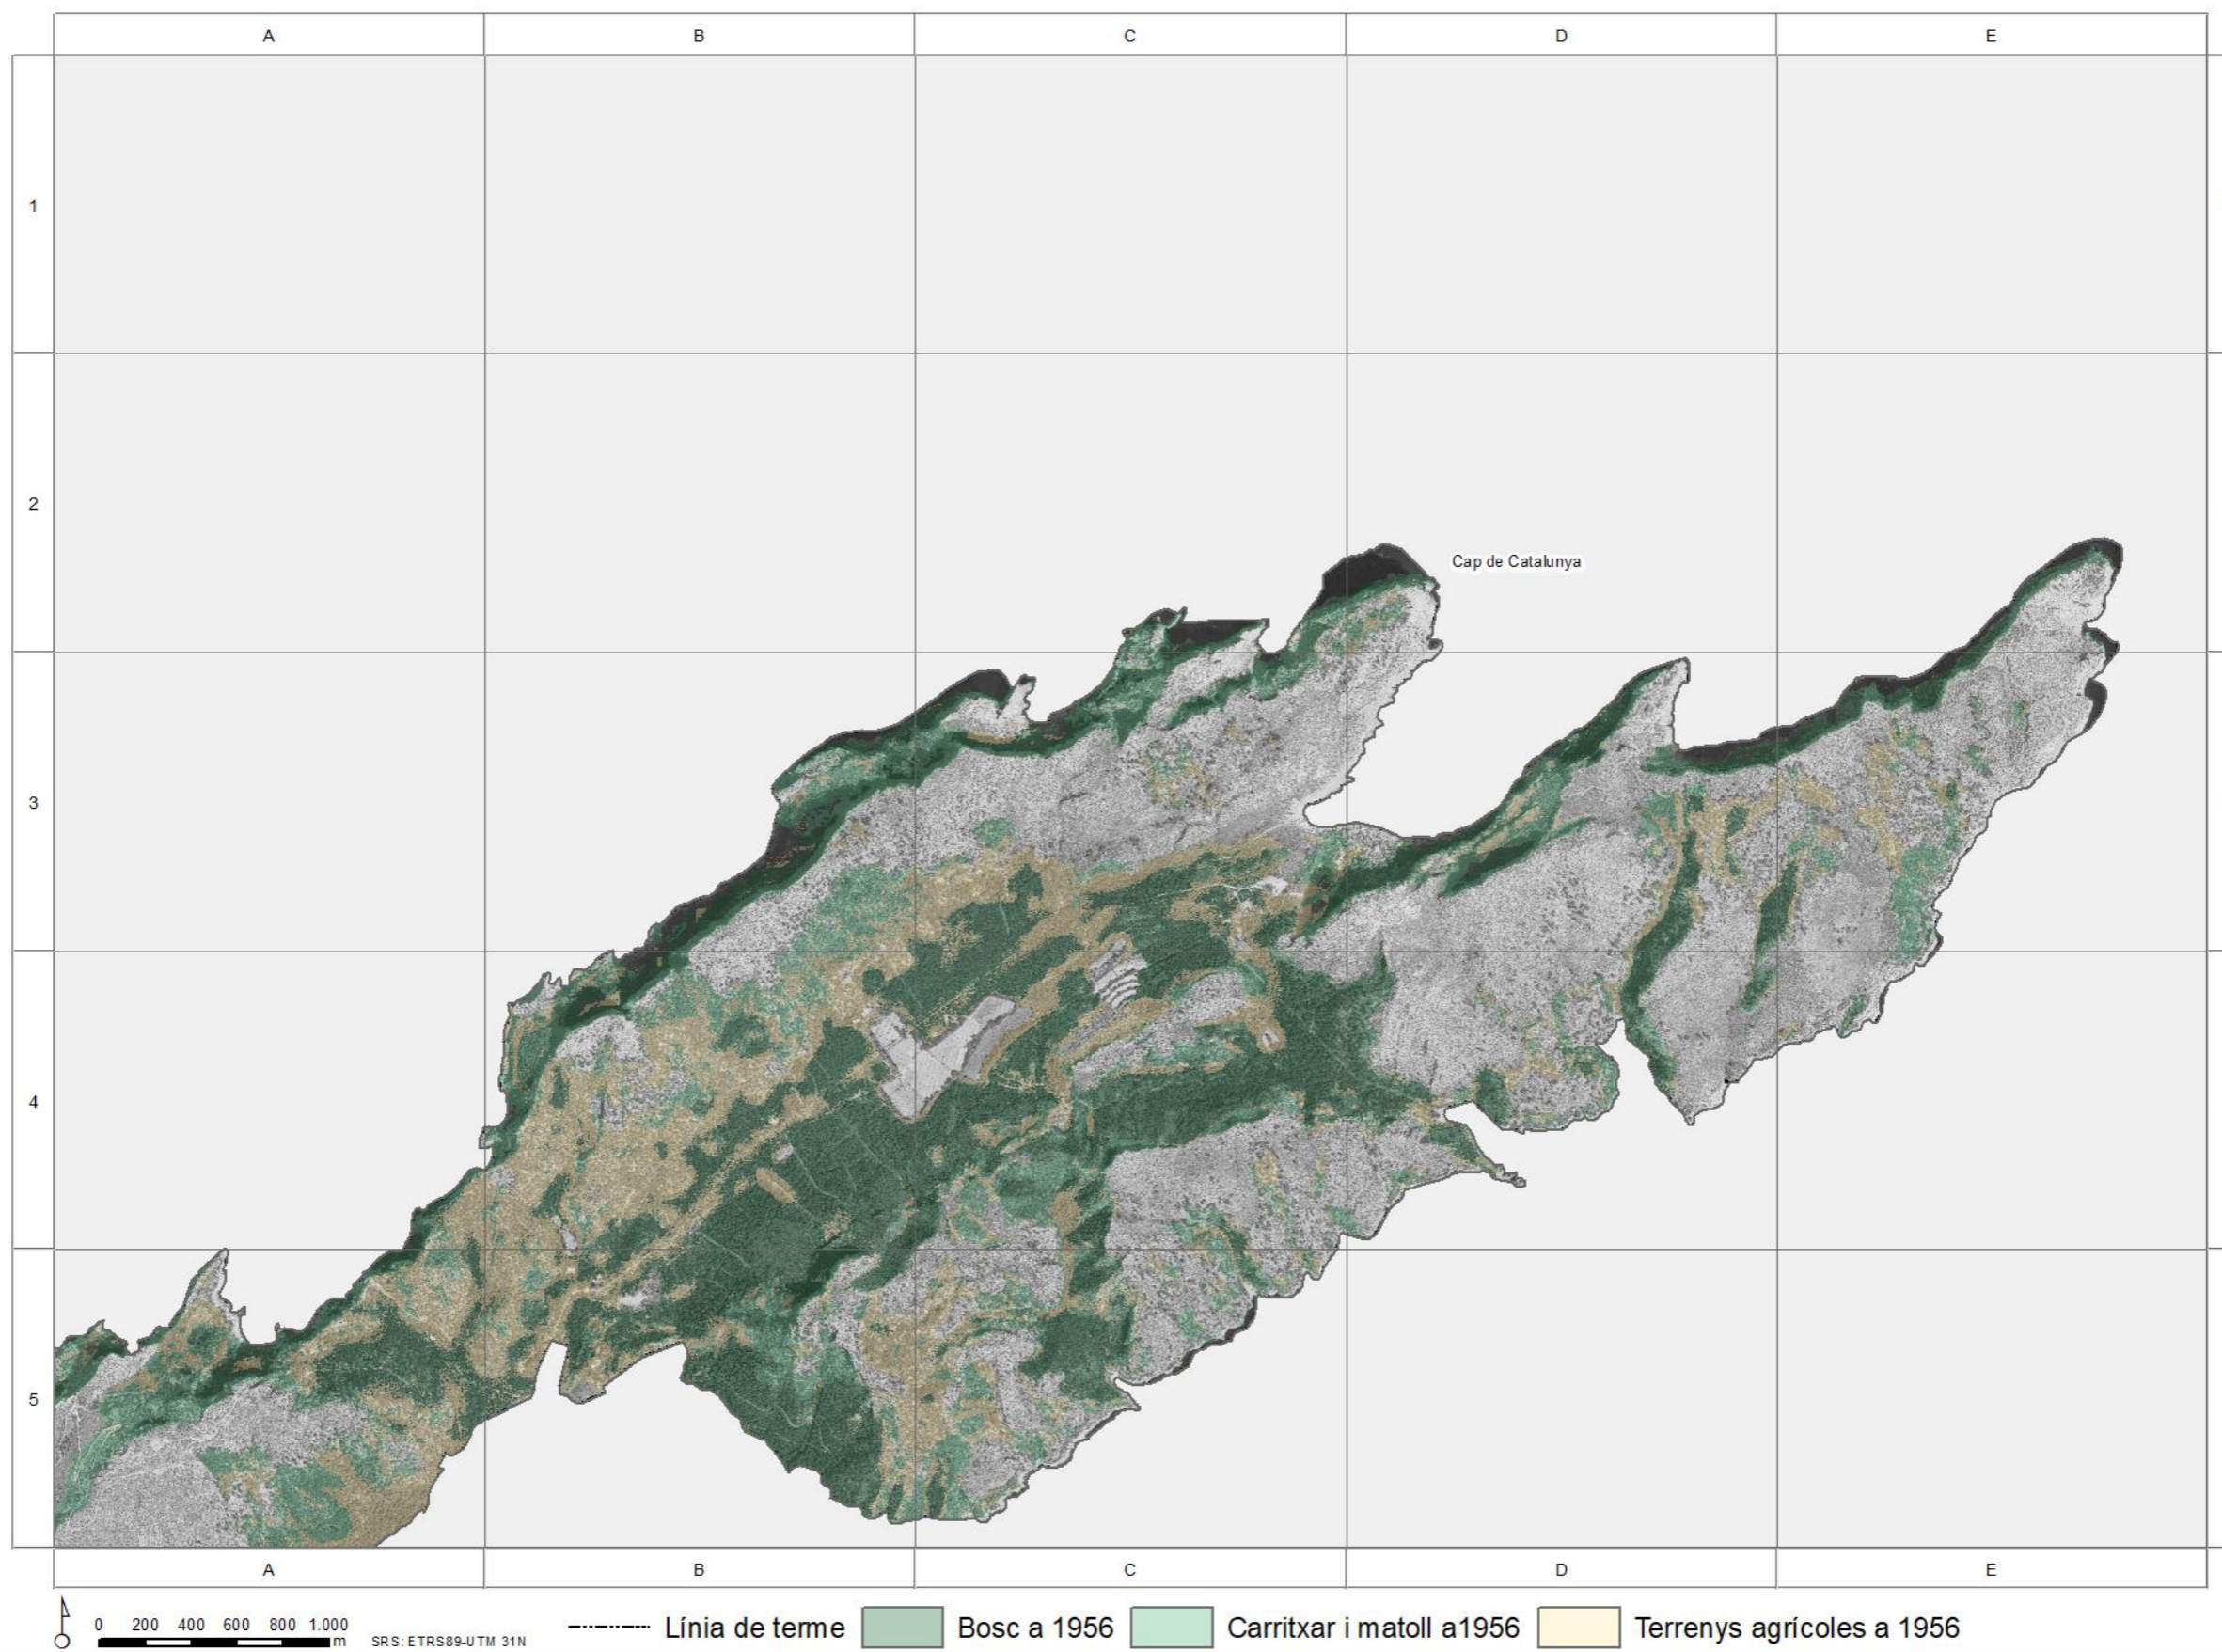 A B C D E
1
2
Cap de Catalunya
3
4
5
A B C D E
0 200 400 600 800 1.000
m
SRS: ETRS89-UTM 31N
Línia de terme
Bosc a 1956
Carritxar i matoll a1956
Terrenys agrícoles a 1956